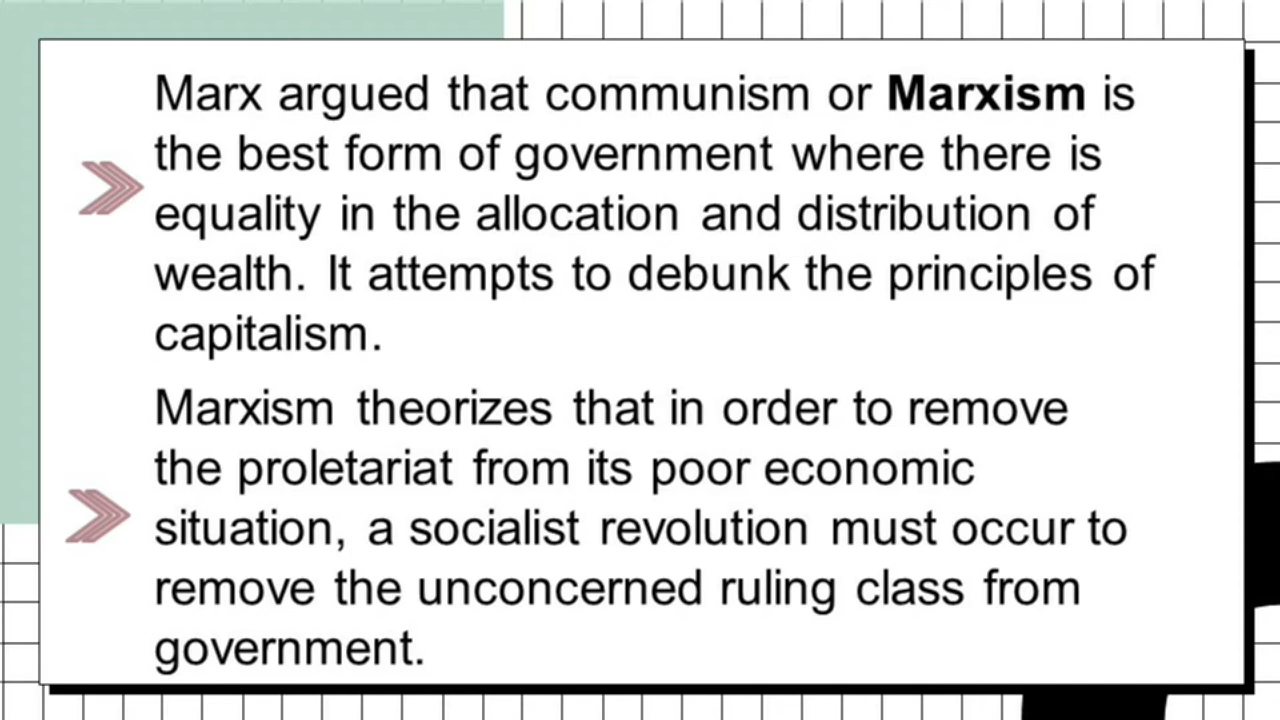 Marx argued that communism or Marxism is
the best form of government where there is
equality in the allocation and distribution of
wealth. It attempts to debunk the principles of
capitalism.
Marxism theorizes that in order to remove
the proletariat from its poor economic
situation, a socialist revolution must occur to
remove the unconcerned ruling class from
government.